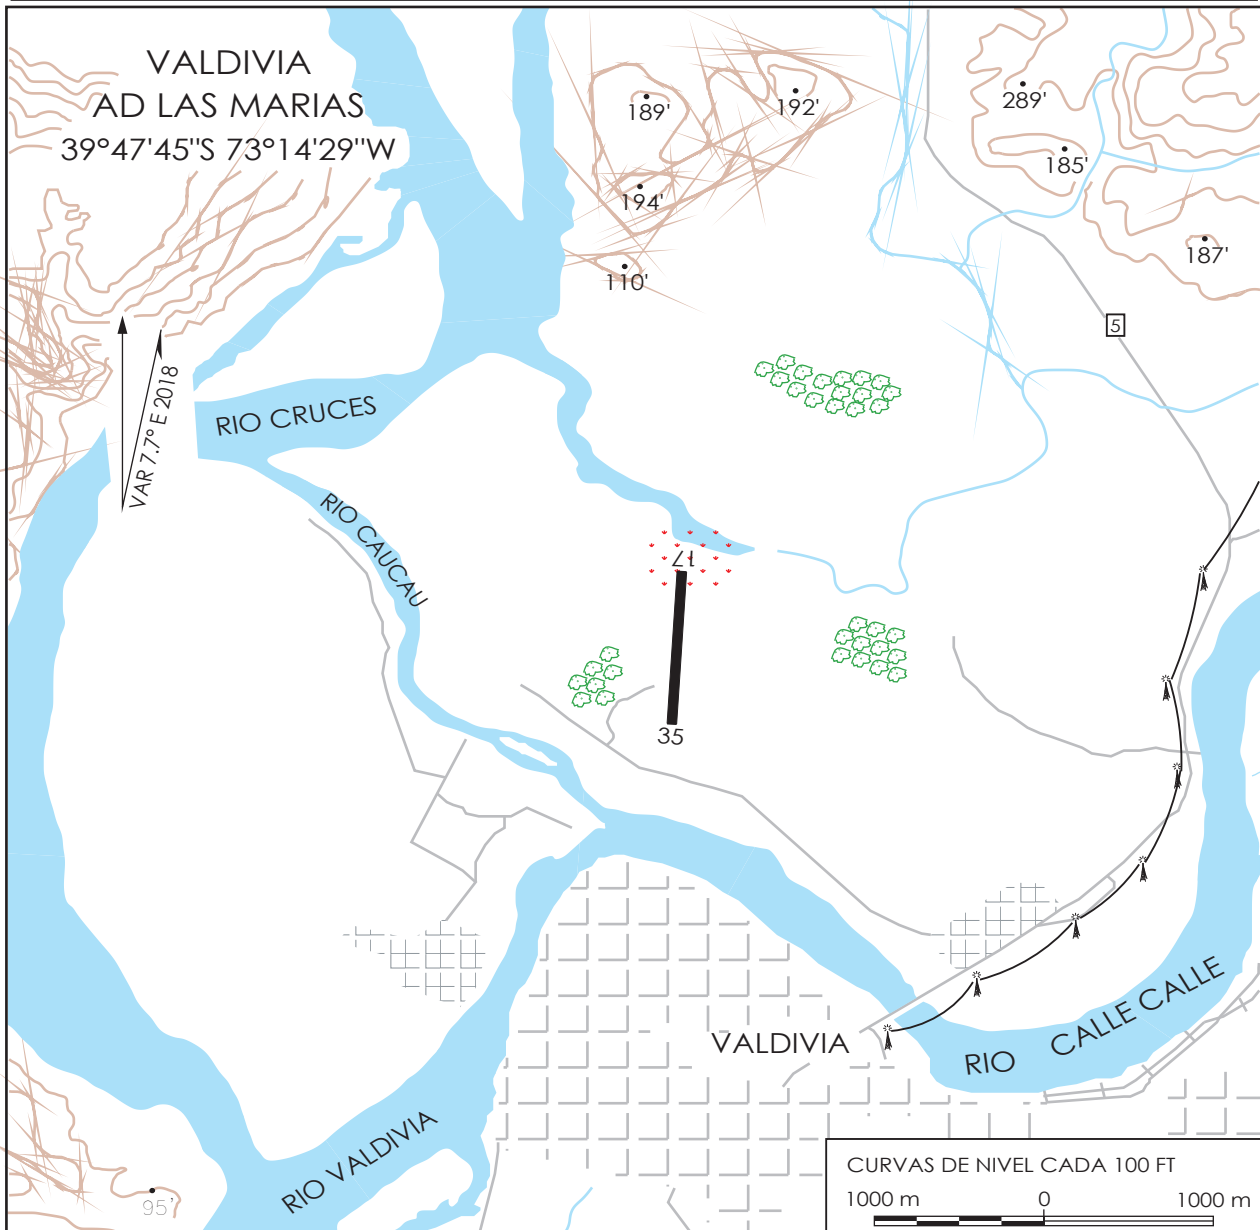 VALDIVIA
AD LAS MARIAS
39°47'45"S 73°14'29"W
189'
192'
289'
185'
194'
187'
110'
5
VAR 7.7° E 2018
RIO CRUCES
RIO CAUCAU
17
35
VALDIVIA
RIO CALLE CALLE
RIO VALDIVIA
95'
CURVAS DE NIVEL CADA 100 FT
1000 m 0 1000 m